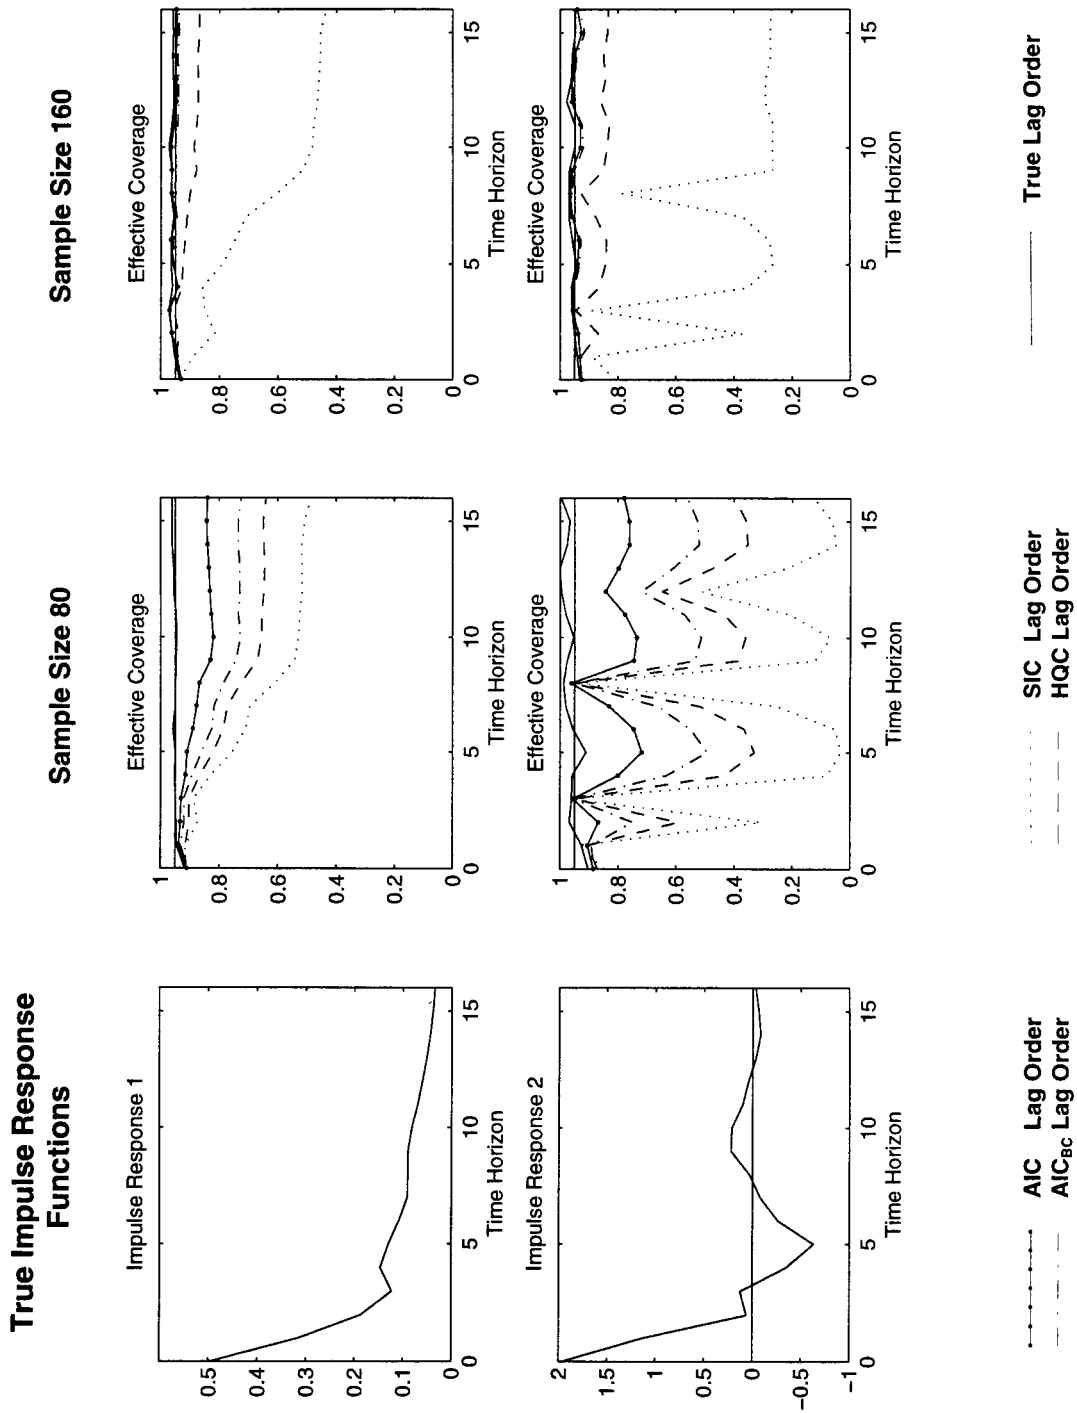 True Impulse Response
Functions
Sample Size 80
Sample Size 160
Impulse Response 1
0.5
0.4
0.3
0.2
0.1
0
0
5
10
15
Time Horizon
Effective Coverage
1
0.8
0.6
0.4
0.2
0
0
5
10
15
Time Horizon
Effective Coverage
1
0.8
0.6
0.4
0.2
0
0
5
10
15
Time Horizon
Impulse Response 2
2
1.5
1
0.5
0
−0.5
−1
0
5
10
15
Time Horizon
Effective Coverage
1
0.8
0.6
0.4
0.2
0
0
5
10
15
Time Horizon
Effective Coverage
1
0.8
0.6
0.4
0.2
0
0
5
10
15
Time Horizon
AIC Lag Order
AICBC Lag Order
SIC Lag Order
HQC Lag Order
True Lag Order